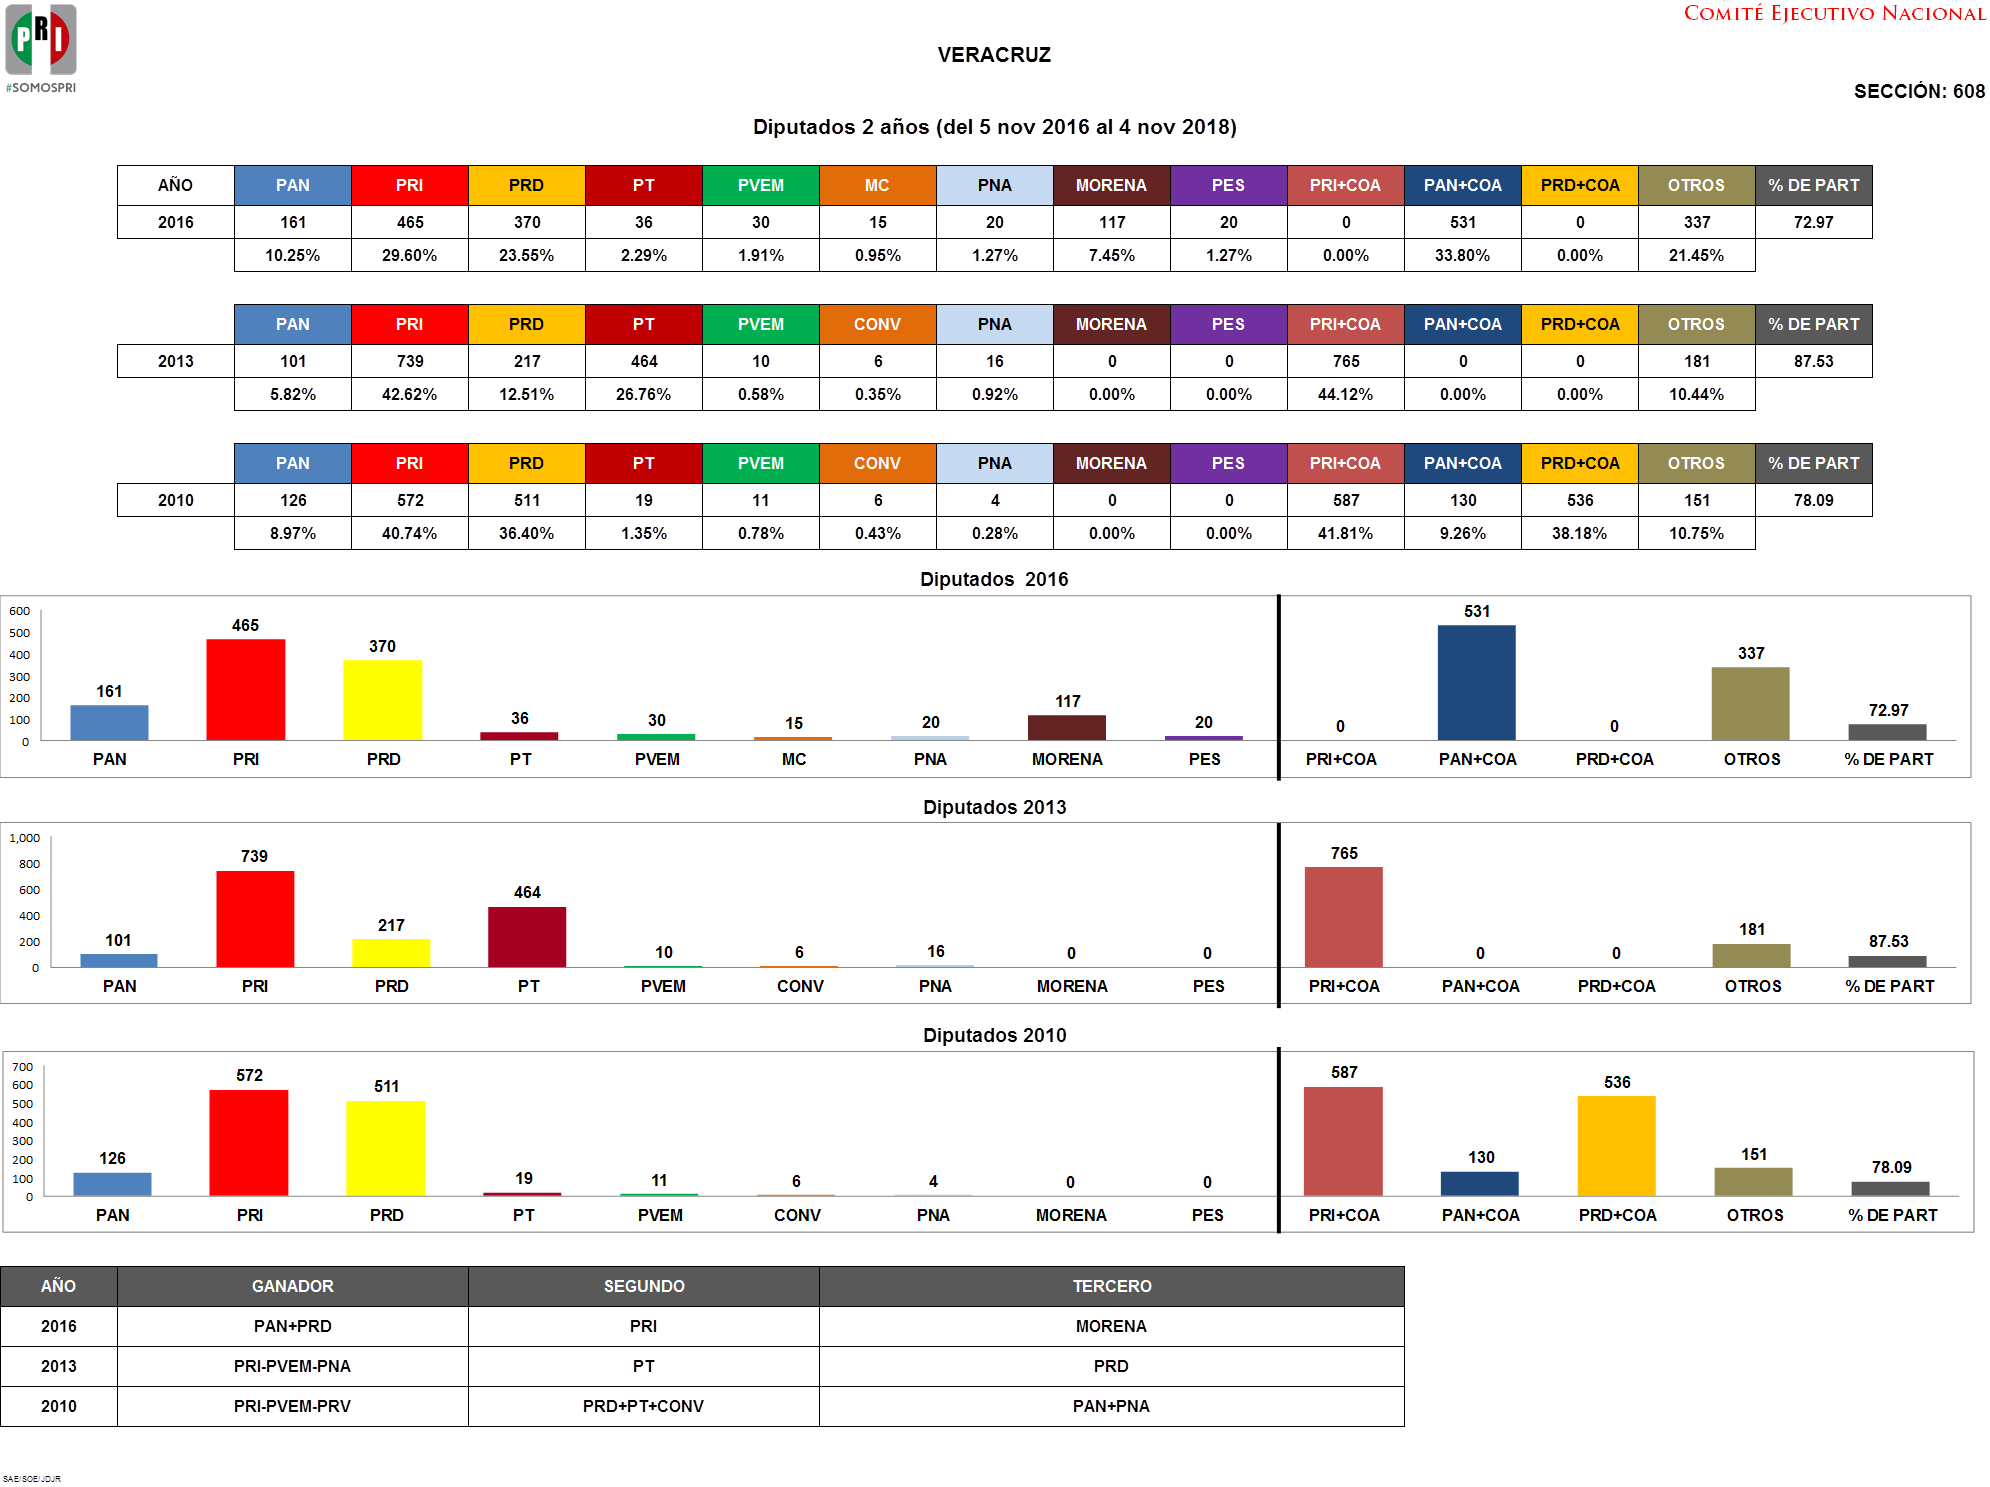 PRI
#SOMOSPRI
COMITÉ EJECUTIVO NACIONAL
VERACRUZ
SECCIÓN: 608
Diputados 2 años (del 5 nov 2016 al 4 nov 2018)
AÑO PAN PRI PRD PT PVEM MC PNA MORENA PES PRI+COA PAN+COA PRD+COA OTROS % DE PART
2016 161 465 370 36 30 15 20 117 20 0 531 0 337 72.97
10.25% 29.60% 23.55% 2.29% 1.91% 0.95% 1.27% 7.45% 1.27% 0.00% 33.80% 0.00% 21.45%
PAN PRI PRD PT PVEM CONV PNA MORENA PES PRI+COA PAN+COA PRD+COA OTROS % DE PART
2013 101 739 217 464 10 6 16 0 0 765 0 0 181 87.53
5.82% 42.62% 12.51% 26.76% 0.58% 0.35% 0.92% 0.00% 0.00% 44.12% 0.00% 0.00% 10.44%
PAN PRI PRD PT PVEM CONV PNA MORENA PES PRI+COA PAN+COA PRD+COA OTROS % DE PART
2010 126 572 511 19 11 6 4 0 0 587 130 536 151 78.09
8.97% 40.74% 36.40% 1.35% 0.78% 0.43% 0.28% 0.00% 0.00% 41.81% 9.26% 38.18% 10.75%
Diputados 2016
600
500
400
300
200
100
0
161 465 370 36 30 15 20 117 20 0 531 0 337 72.97
PAN PRI PRD PT PVEM MC PNA MORENA PES PRI+COA PAN+COA PRD+COA OTROS % DE PART
Diputados 2013
1,000
800
600
400
200
0
101 739 217 464 10 6 16 0 0 765 0 0 181 87.53
PAN PRI PRD PT PVEM CONV PNA MORENA PES PRI+COA PAN+COA PRD+COA OTROS % DE PART
Diputados 2010
700
600
500
400
300
200
100
0
126 572 511 19 11 6 4 0 0 587 130 536 151 78.09
PAN PRI PRD PT PVEM CONV PNA MORENA PES PRI+COA PAN+COA PRD+COA OTROS % DE PART
AÑO GANADOR SEGUNDO TERCERO
2016 PAN+PRD PRI MORENA
2013 PRI-PVEM-PNA PT PRD
2010 PRI-PVEM-PRV PRD+PT+CONV PAN+PNA
SAE/SOE/JDJR